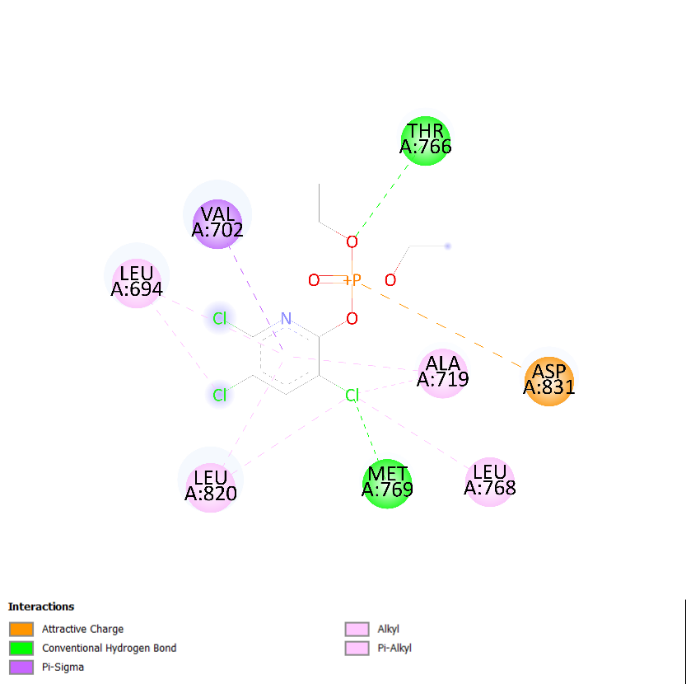 THR
A:766
VAL
A:702
O
LEU
A:694
O
+P
O
Cl
N
O
ALA
A:719
ASP
A:831
Cl
Cl
LEU
A:820
MET
A:769
LEU
A:768
Interactions
Attractive Charge
Conventional Hydrogen Bond
Pi-Sigma
Alkyl
Pi-Alkyl